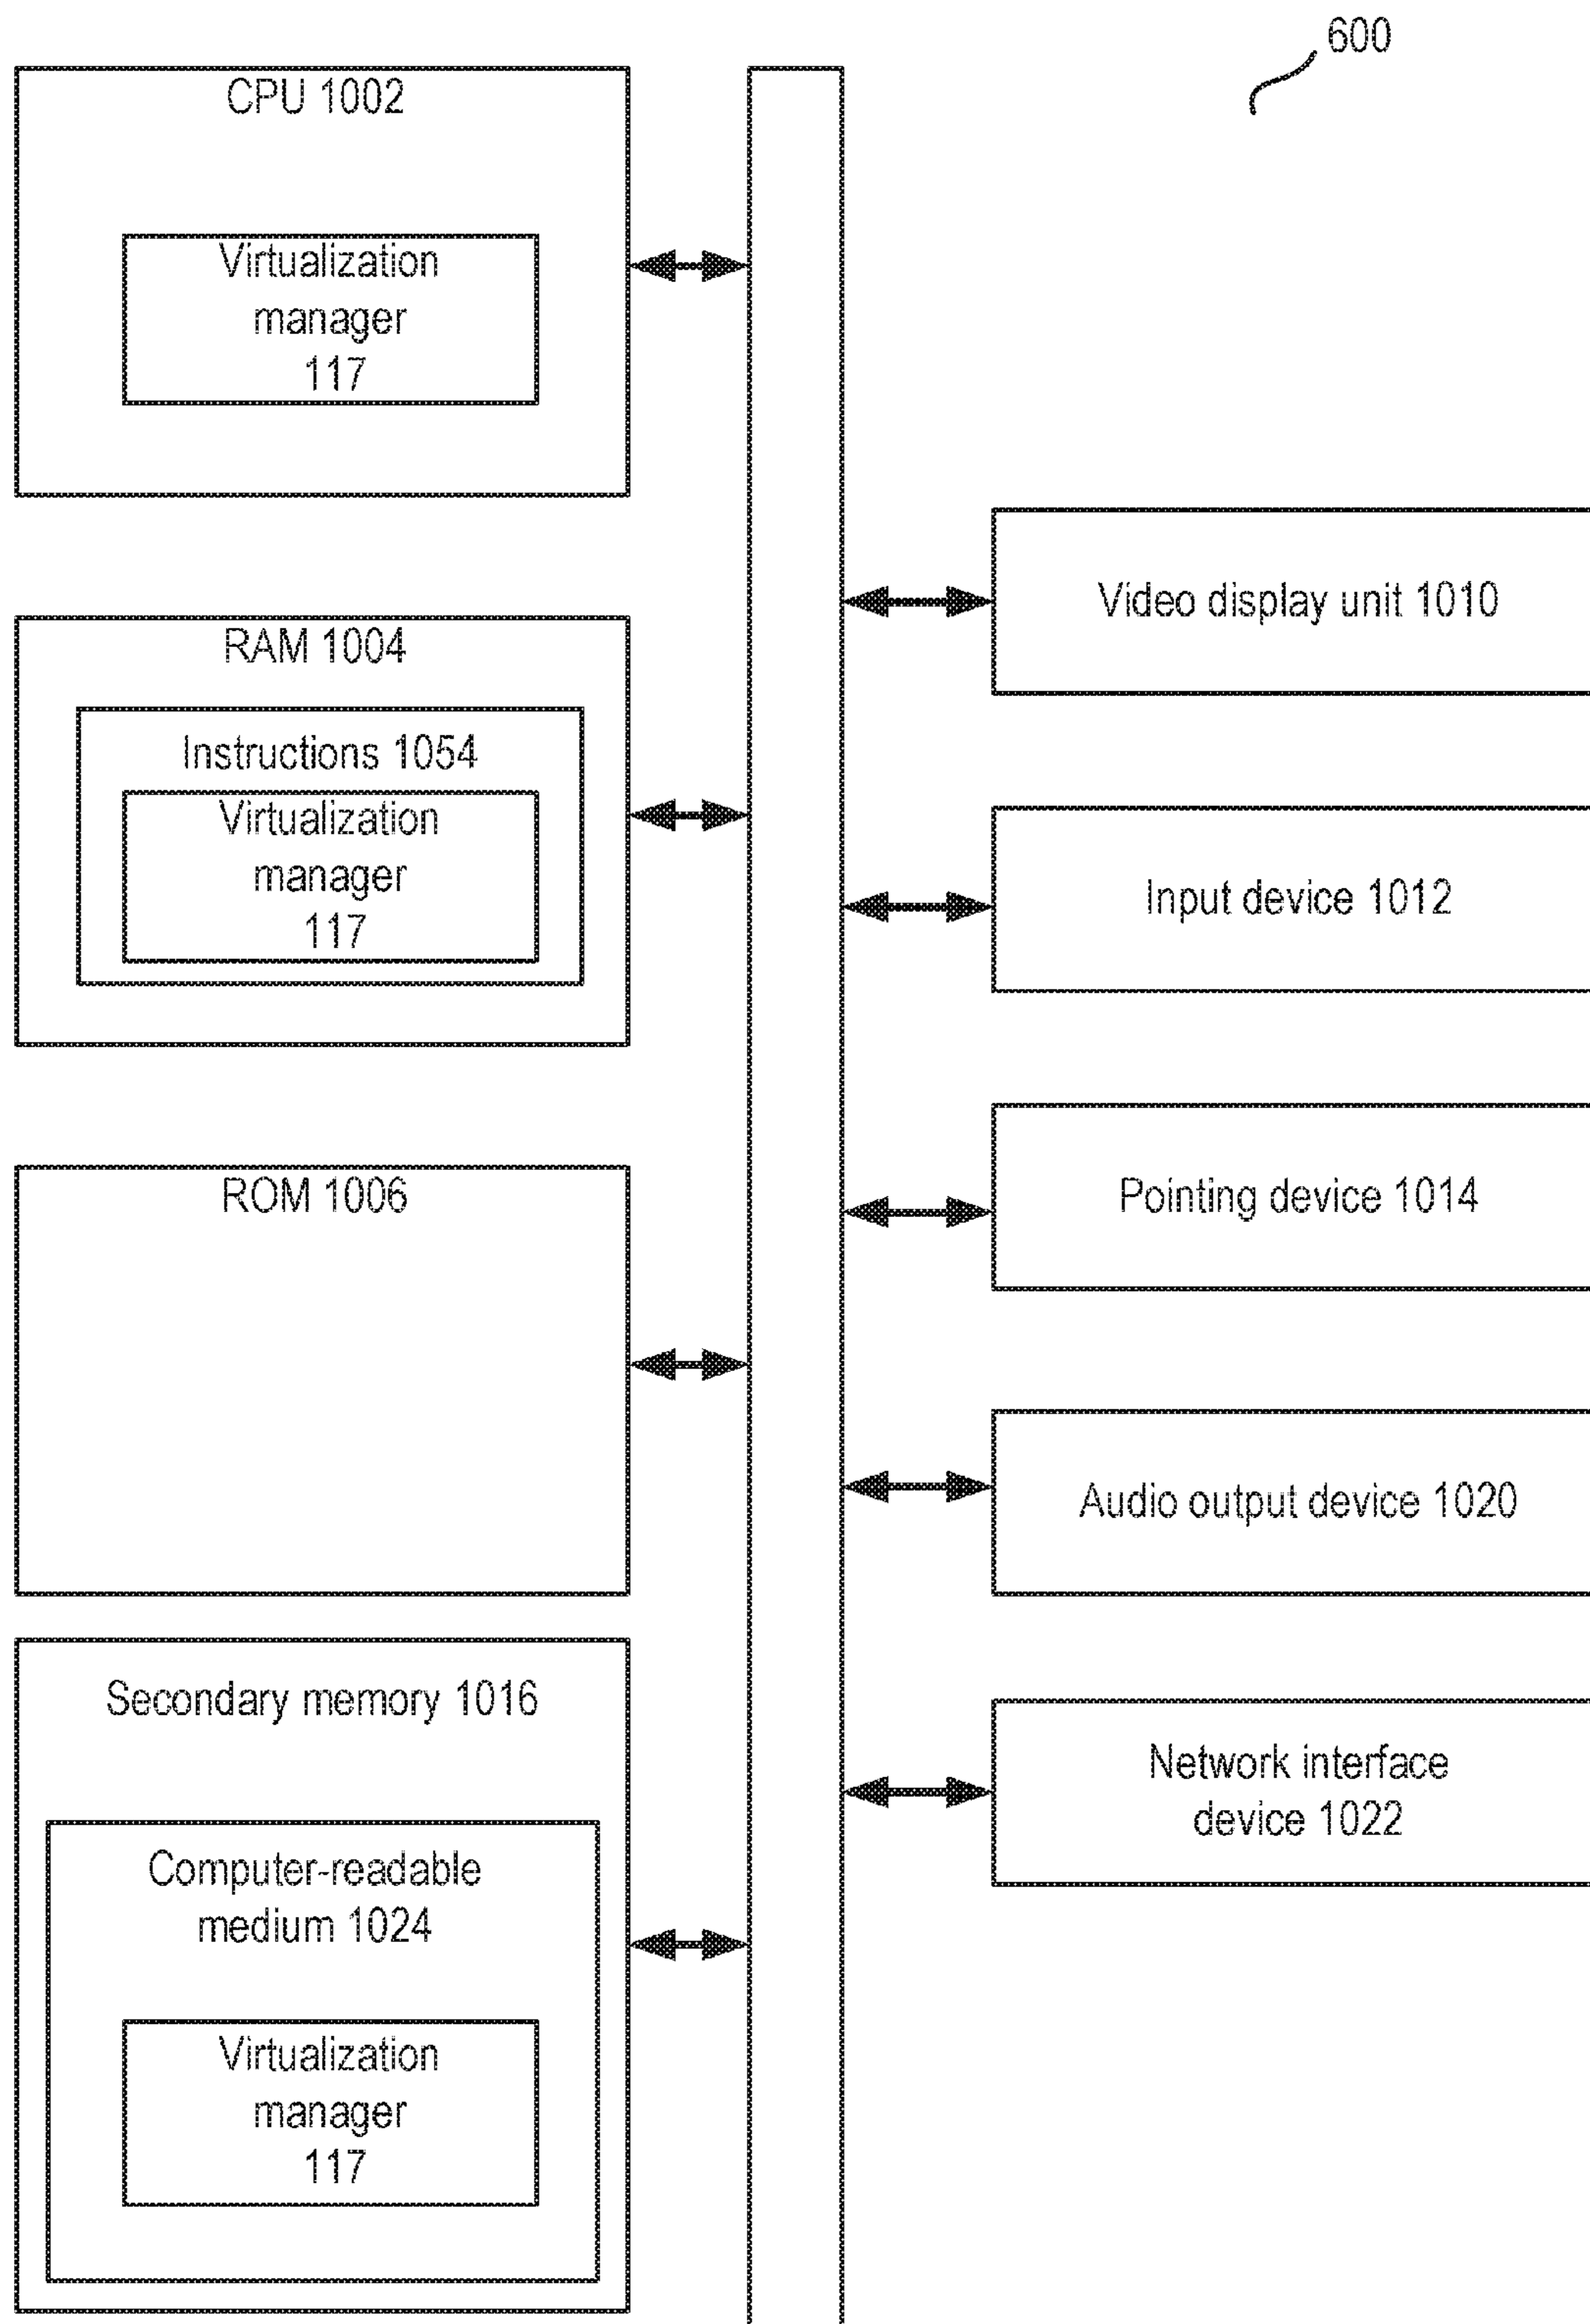 600
CPU 1002
Virtualization
manager
117
RAM 1004
Instructions 1054
Virtualization
manager
117
ROM 1006
Secondary memory 1016
Computer-readable
medium 1024
Virtualization
manager
117
Video display unit 1010
Input device 1012
Pointing device 1014
Audio output device 1020
Network interface
device 1022